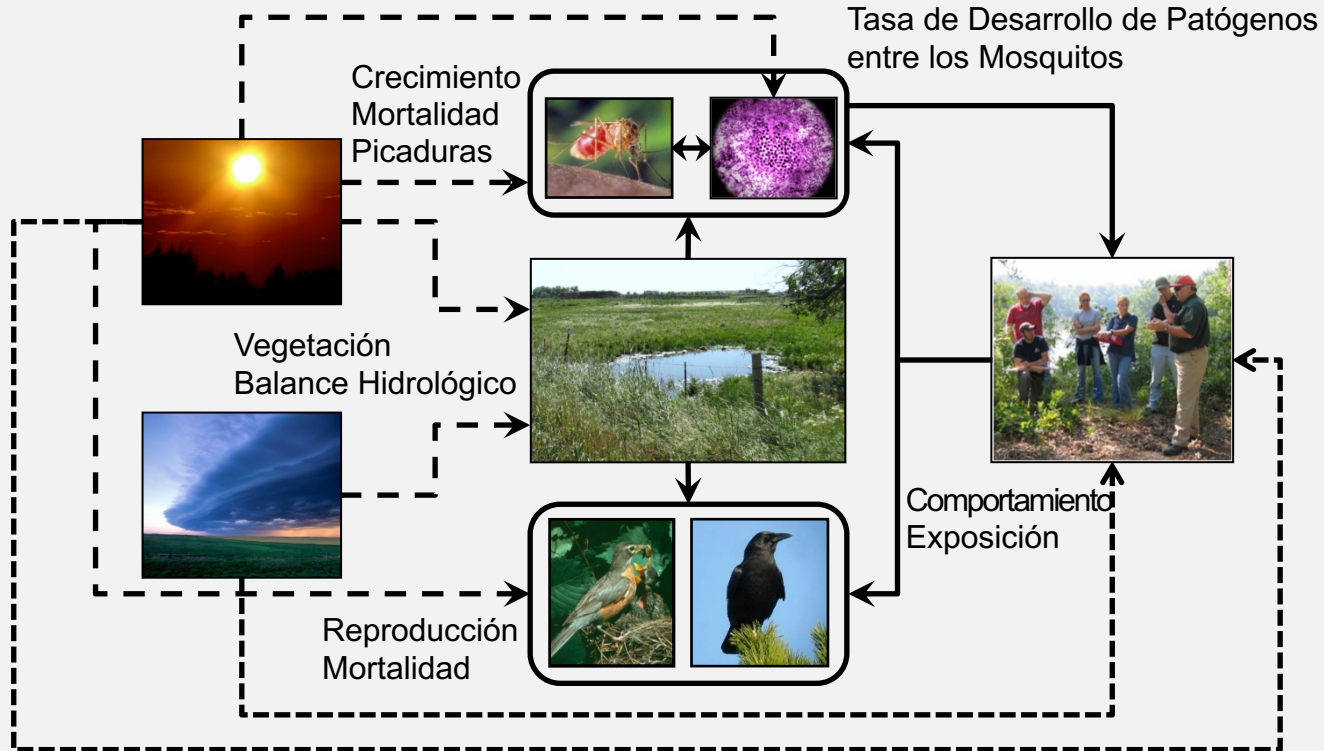 Tasa de Desarrollo de Patógenos
entre los Mosquitos
Crecimiento
Mortalidad
Picaduras
Vegetación
Balance Hidrológico
Comportamiento
Exposición
Reproducción
Mortalidad